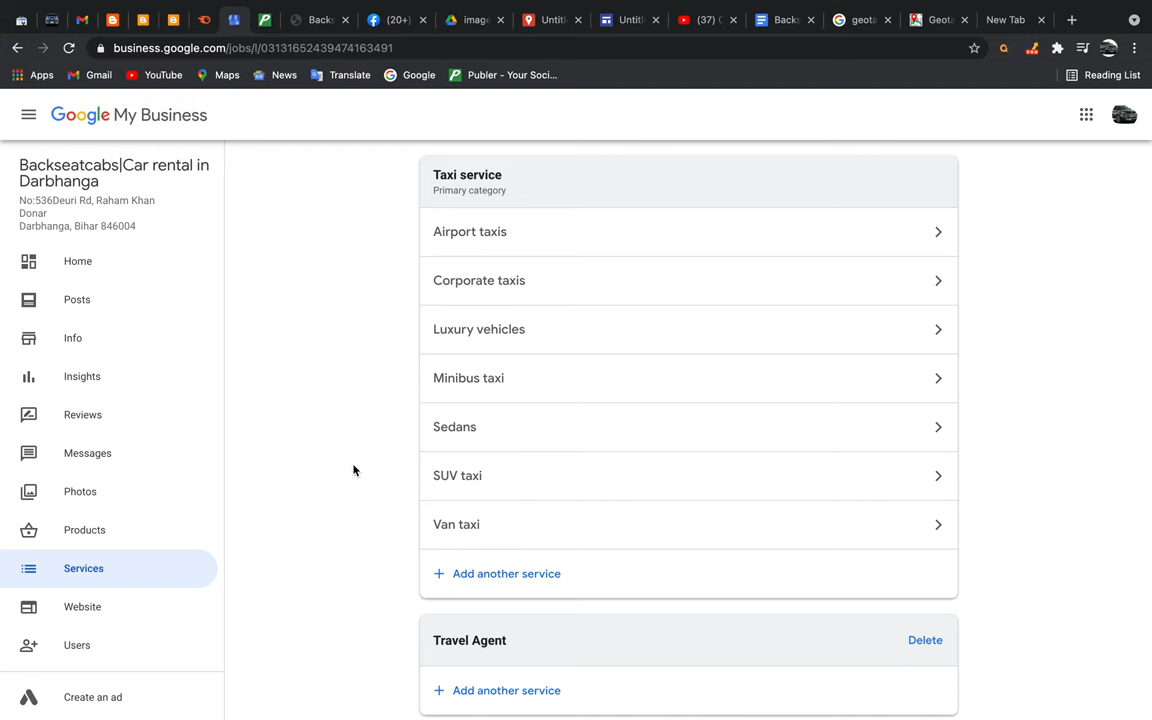 Backs
(20+)
image
Untitl
Untitl
(37) C
Backs
geota
Geota
New Tab
business.google.com/jobs/l/03131652439474163491
Apps
Gmail
YouTube
Maps
News
Translate
Google
Publer - Your Soci...
Reading List
Google My Business
Backseatcabs|Car rental in
Darbhanga
No:536Deuri Rd, Raham Khan
Donar
Darbhanga, Bihar 846004
Home
Posts
Info
Insights
Reviews
Messages
Photos
Products
Services
Website
Users
Create an ad
Taxi service
Primary category
Airport taxis
Corporate taxis
Luxury vehicles
Minibus taxi
Sedans
SUV taxi
Van taxi
+ Add another service
Travel Agent
Delete
+ Add another service